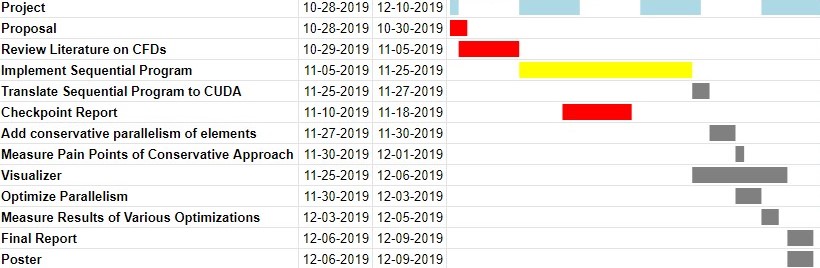 Project 10-28-2019 12-10-2019
Proposal 10-28-2019 10-30-2019
Review Literature on CFDs 10-29-2019 11-05-2019
Implement Sequential Program 11-05-2019 11-25-2019
Translate Sequential Program to CUDA 11-25-2019 11-27-2019
Checkpoint Report 11-10-2019 11-18-2019
Add conservative parallelism of elements 11-27-2019 11-30-2019
Measure Pain Points of Conservative Approach 11-30-2019 12-01-2019
Visualizer 11-25-2019 12-06-2019
Optimize Parallelism 11-30-2019 12-03-2019
Measure Results of Various Optimizations 12-03-2019 12-05-2019
Final Report 12-06-2019 12-09-2019
Poster 12-06-2019 12-09-2019